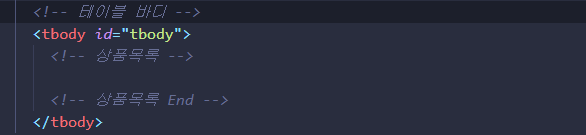 <!-- 테이블 바디 -->
<tbody id="tbody">
<!-- 상품목록 -->
<!-- 상품목록 End -->
</tbody>